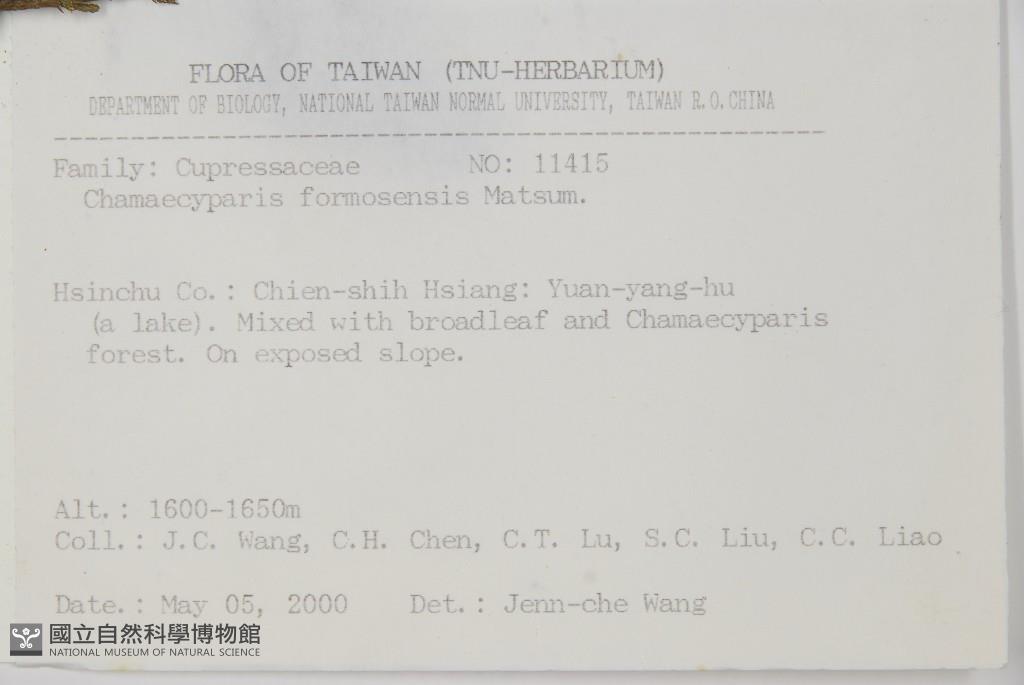 FLORA OF TAIWAN (TNU-HERBARIUM)
DEPARTMENT OF BIOLOGY, NATIONAL TAIWAN NORMAL UNIVERSITY, TAIWAN R.O.CHINA
Family: Cupressaceae NO: 11415
Chamaecyparis formosensis Matsum.
Hsinchu Co.: Chien-shih Hsiang: Yuan-yang-hu
(a lake). Mixed with broadleaf and Chamaecyparis
forest. On exposed slope.
Alt.: 1600-1650m
Coll.: J.C. Wang, C.H. Chen, C.T. Lu, S.C. Liu, C.C. Liao
Date.: May 05, 2000 Det.: Jenn-che Wang
國立自然科學博物館
NATIONAL MUSEUM OF NATURAL SCIENCE